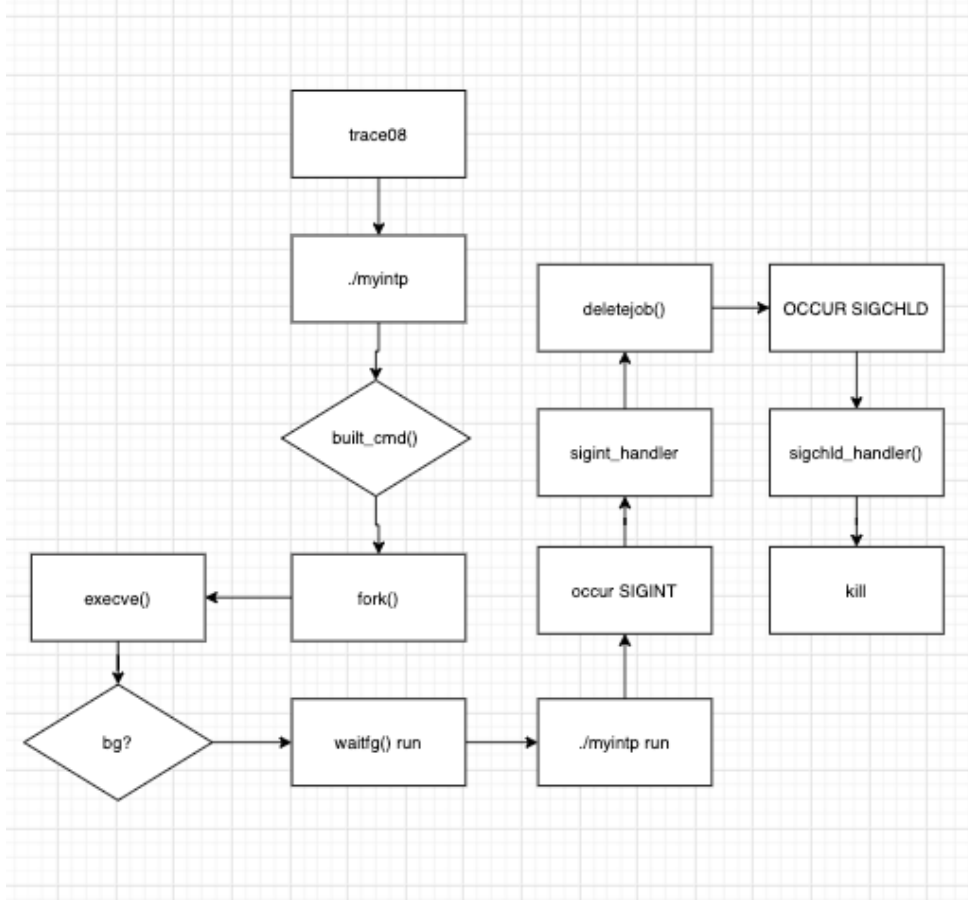 trace08
./myintp
built_cmd()
fork()
execve()
bg?
waitfg() run
./myintp run
occur SIGINT
sigint_handler
deletejob()
OCCUR SIGCHLD
sigchld_handler()
kill